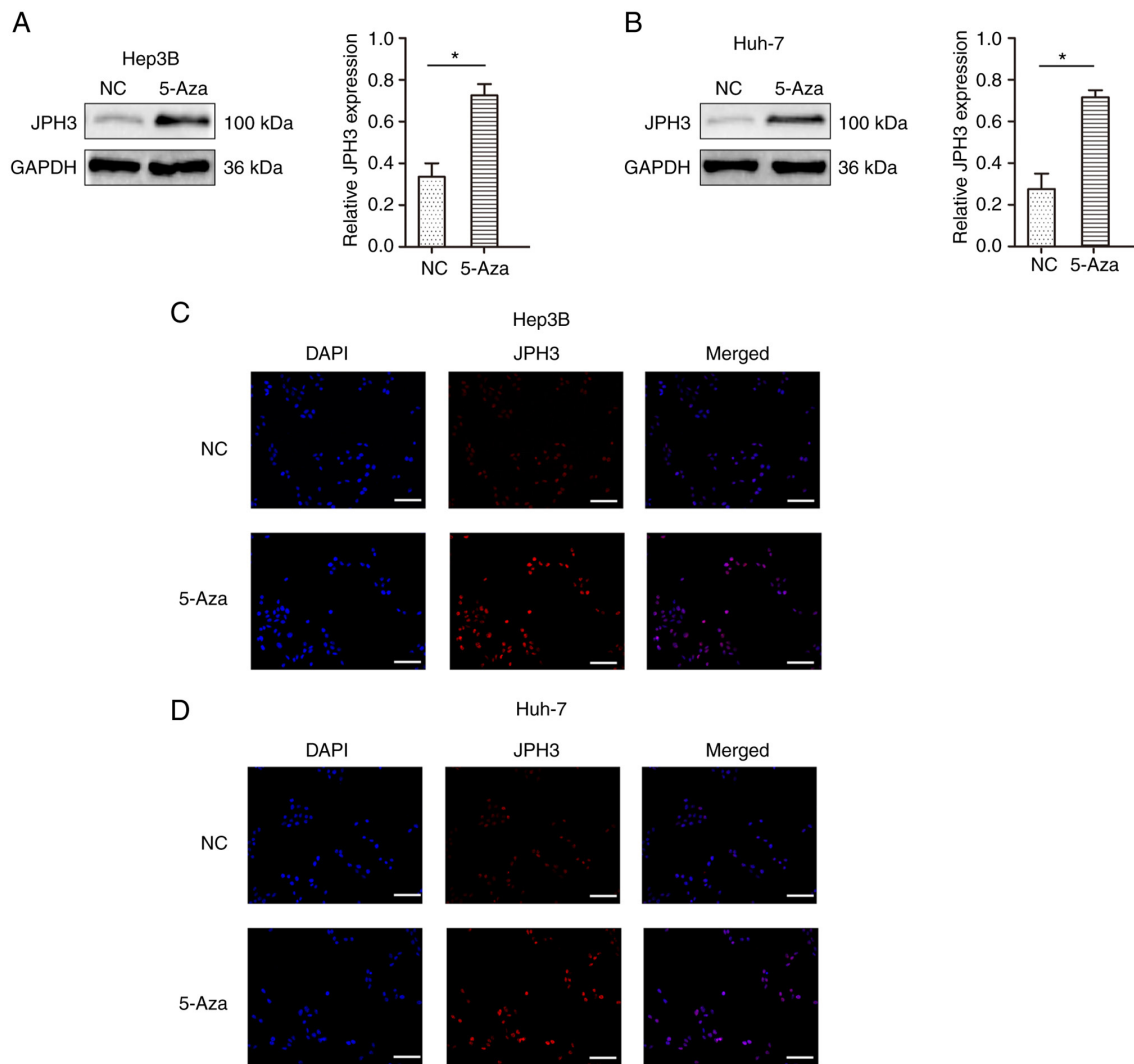 A
Hep3B
NC 5-Aza
JPH3 100 kDa
GAPDH 36 kDa
Relative JPH3 expression
1.0
0.8
0.6
0.4
0.2
0.0
*
NC 5-Aza
B
Huh-7
NC 5-Aza
JPH3 100 kDa
GAPDH 36 kDa
Relative JPH3 expression
1.0
0.8
0.6
0.4
0.2
0.0
*
NC 5-Aza
C
Hep3B
DAPI JPH3 Merged
NC
5-Aza
D
Huh-7
DAPI JPH3 Merged
NC
5-Aza